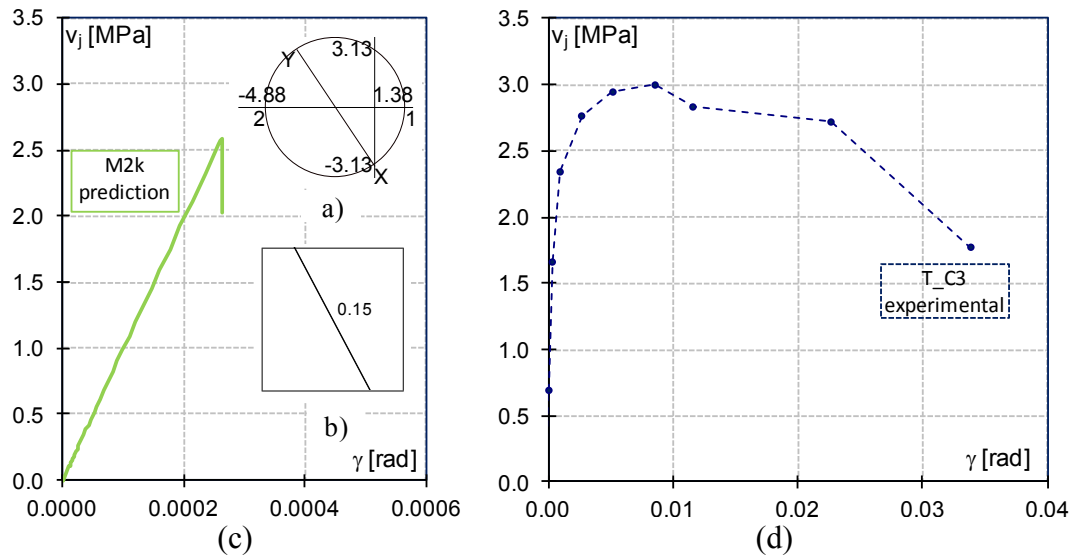 3.5
v_j [MPa]
3.0
2.5
2.0
1.5
1.0
0.5
0.0
0.0000
0.0002
0.0004
0.0006
γ [rad]
M2k
prediction
Y
3.13
-4.88
1.38
2
1
-3.13
X
a)
0.15
b)
(c)
3.5
v_j [MPa]
3.0
2.5
2.0
1.5
1.0
0.5
0.0
0.00
0.01
0.02
0.03
0.04
γ [rad]
T_C3
experimental
(d)